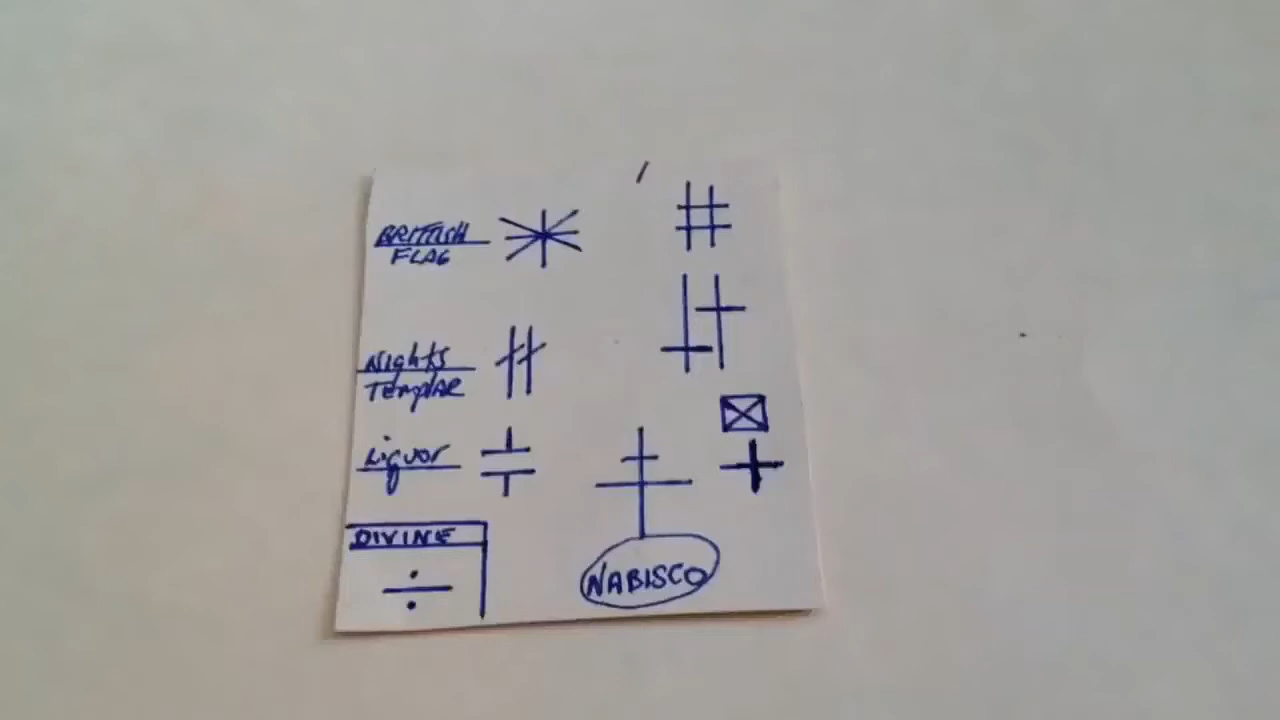 BRITISH
FLAG
#
Nights
Templar
Liquor
+
DIVINE
÷
NABISCO